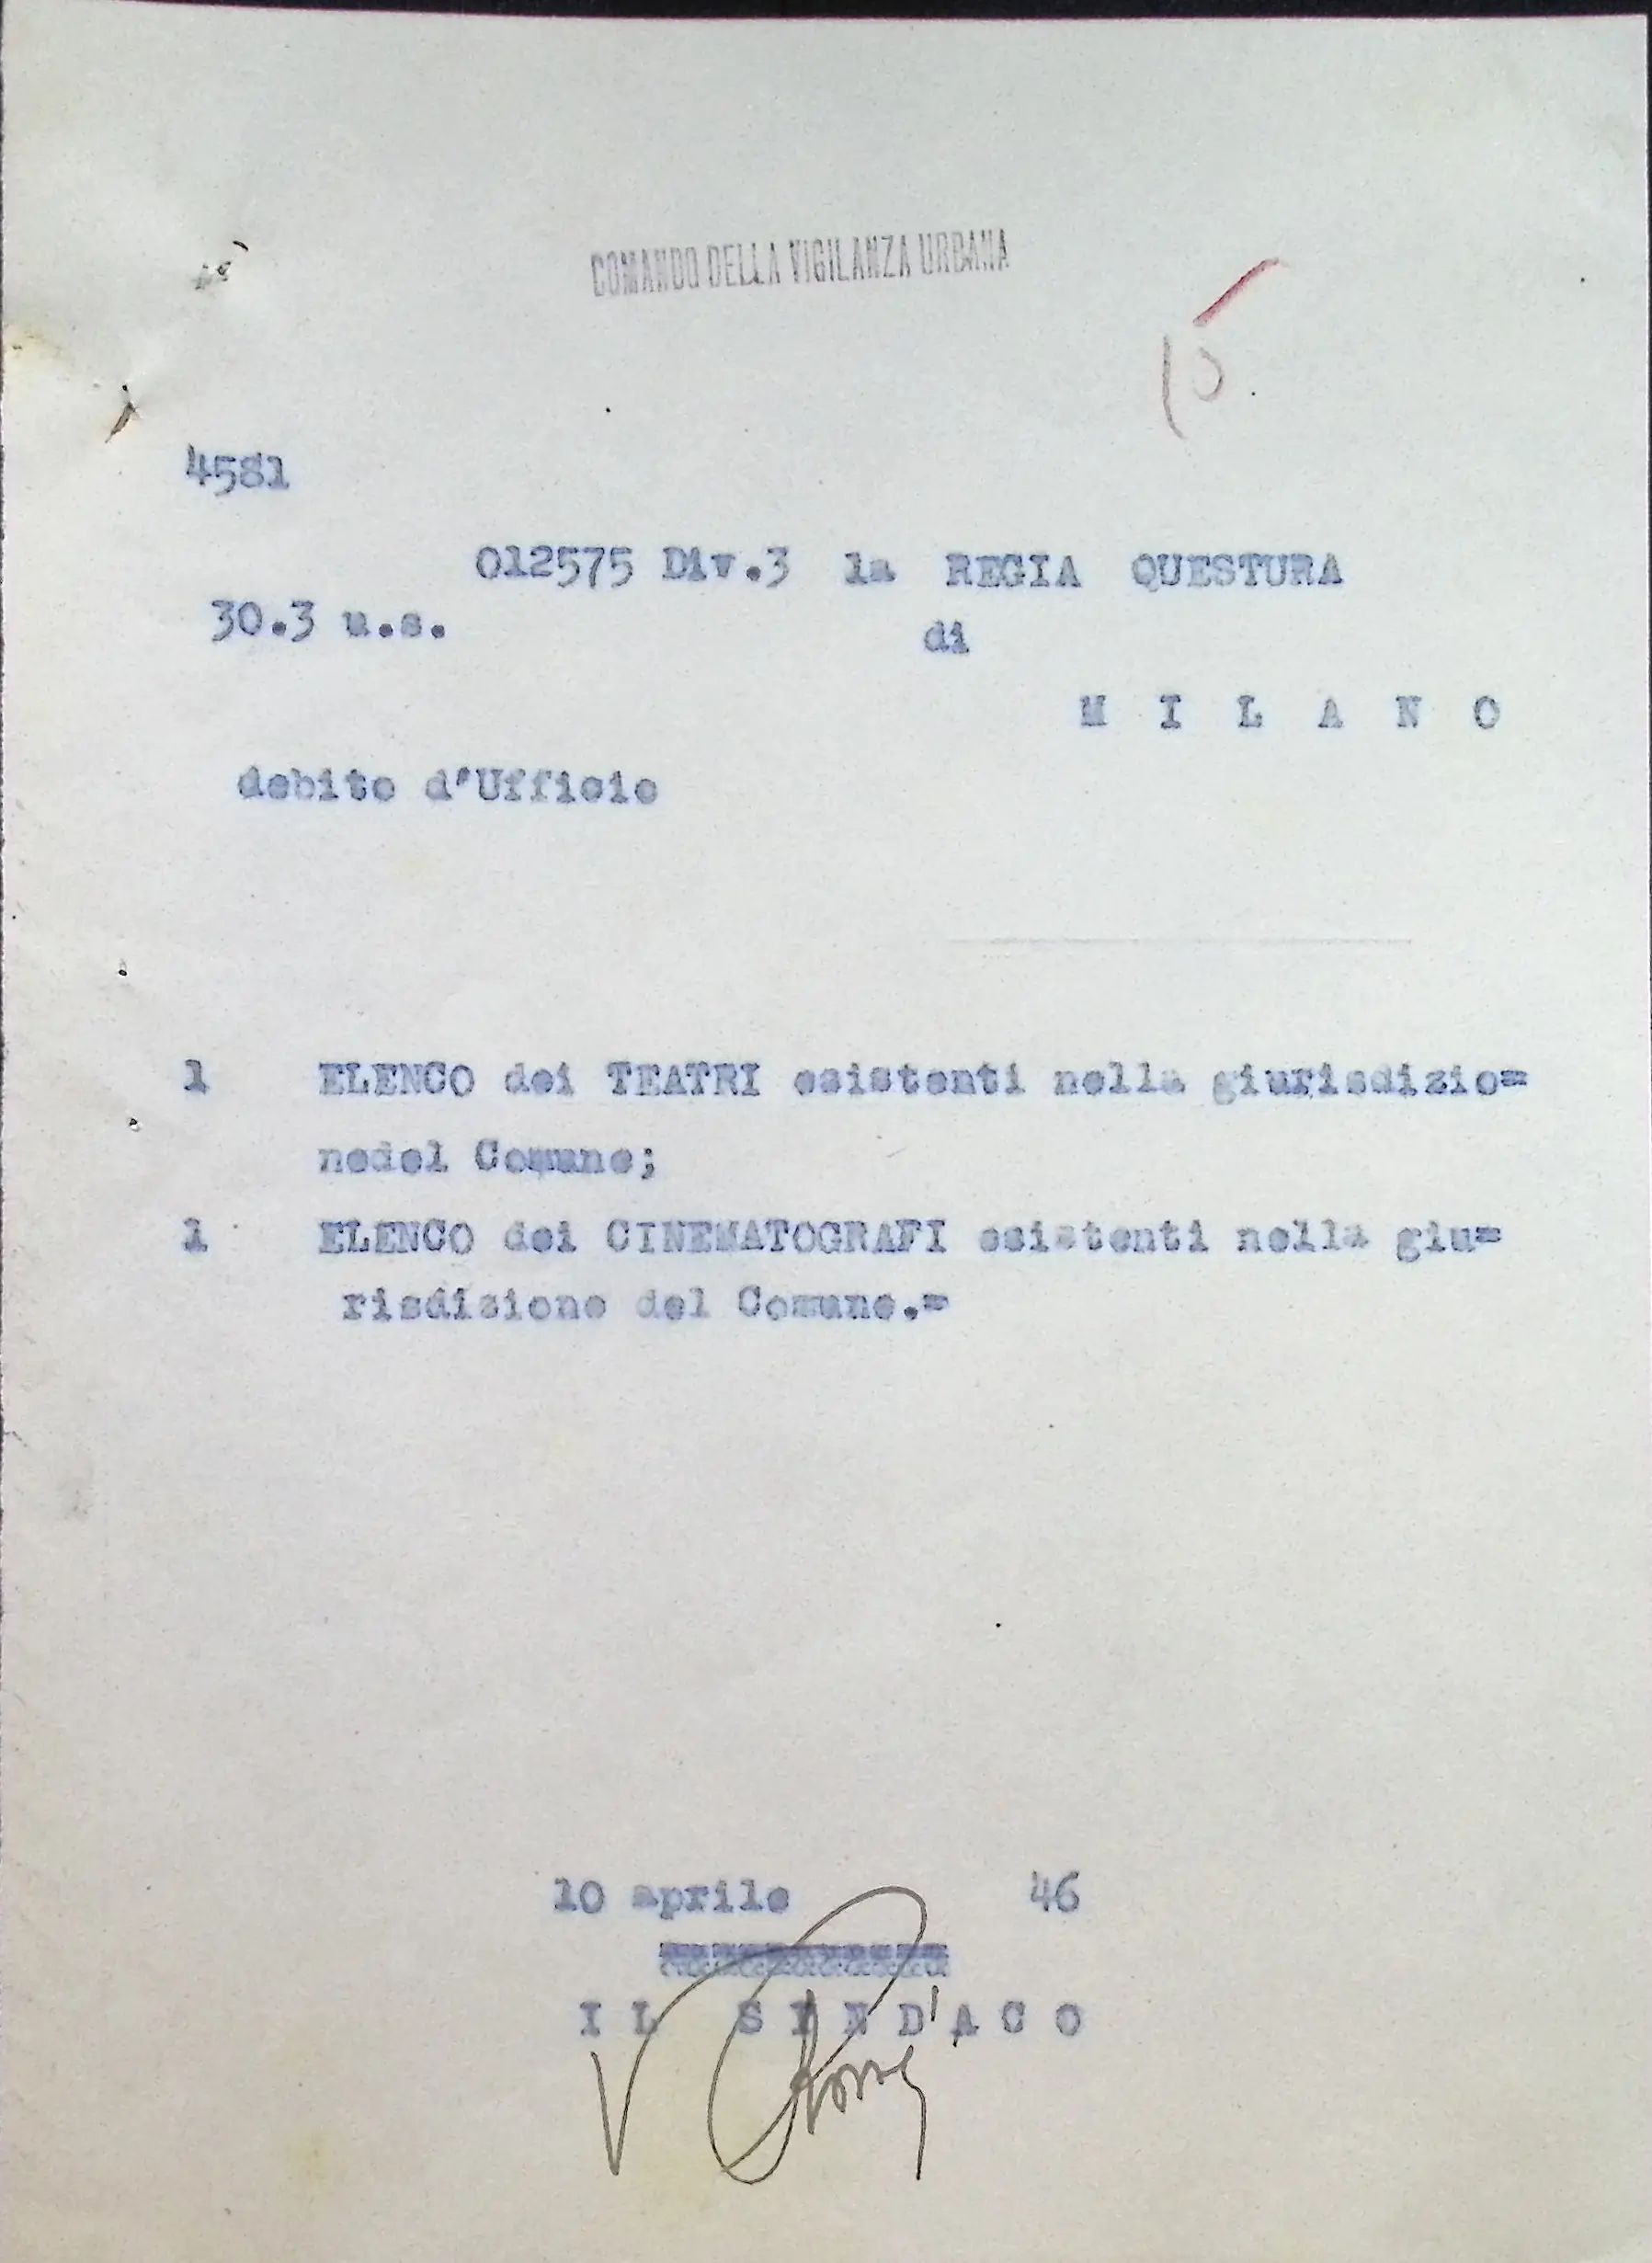 COMANDO DELLA VIGILANZA URBANA
15.
4581
012575 Div.3 la REGIA QUESTURA
30.3 u.s.
di
M I L A N O
debito d'Ufficio
1 ELENCO dei TEATRI esistenti nella giurisdizio=
nedel Comune;
1 ELENCO dei CINEMATOGRAFI esistenti nella giu=
risdizione del Comune.=
10 aprile 46
IL SINDACO